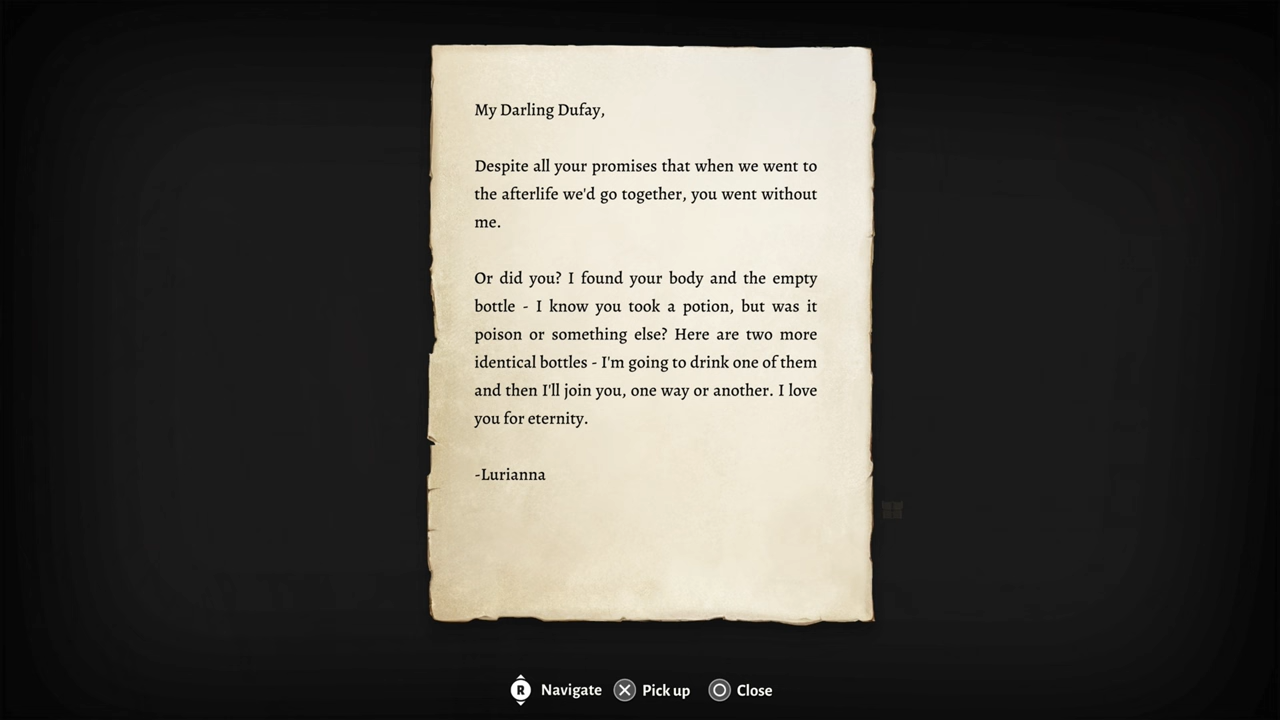 My Darling Dufay,
Despite all your promises that when we went to
the afterlife we'd go together, you went without
me.
Or did you? I found your body and the empty
bottle - I know you took a potion, but was it
poison or something else? Here are two more
identical bottles - I'm going to drink one of them
and then I'll join you, one way or another. I love
you for eternity.
-Lurianna
R Navigate Pick up Close